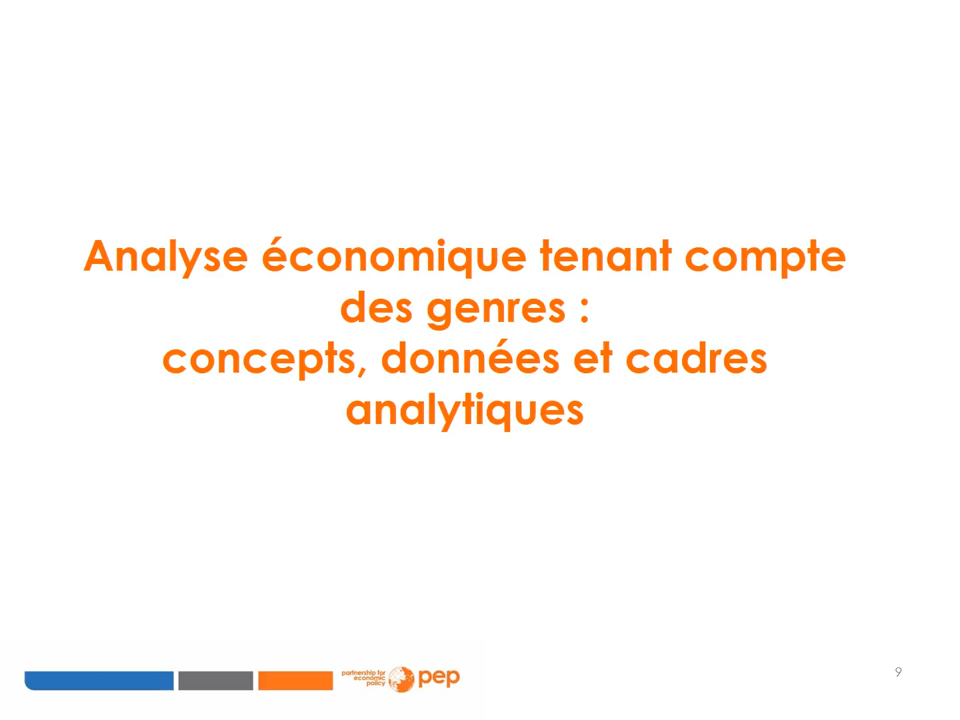 Analyse économique tenant compte
des genres :
concepts, données et cadres
analytiques
partnership for
economic
policy
pep
9